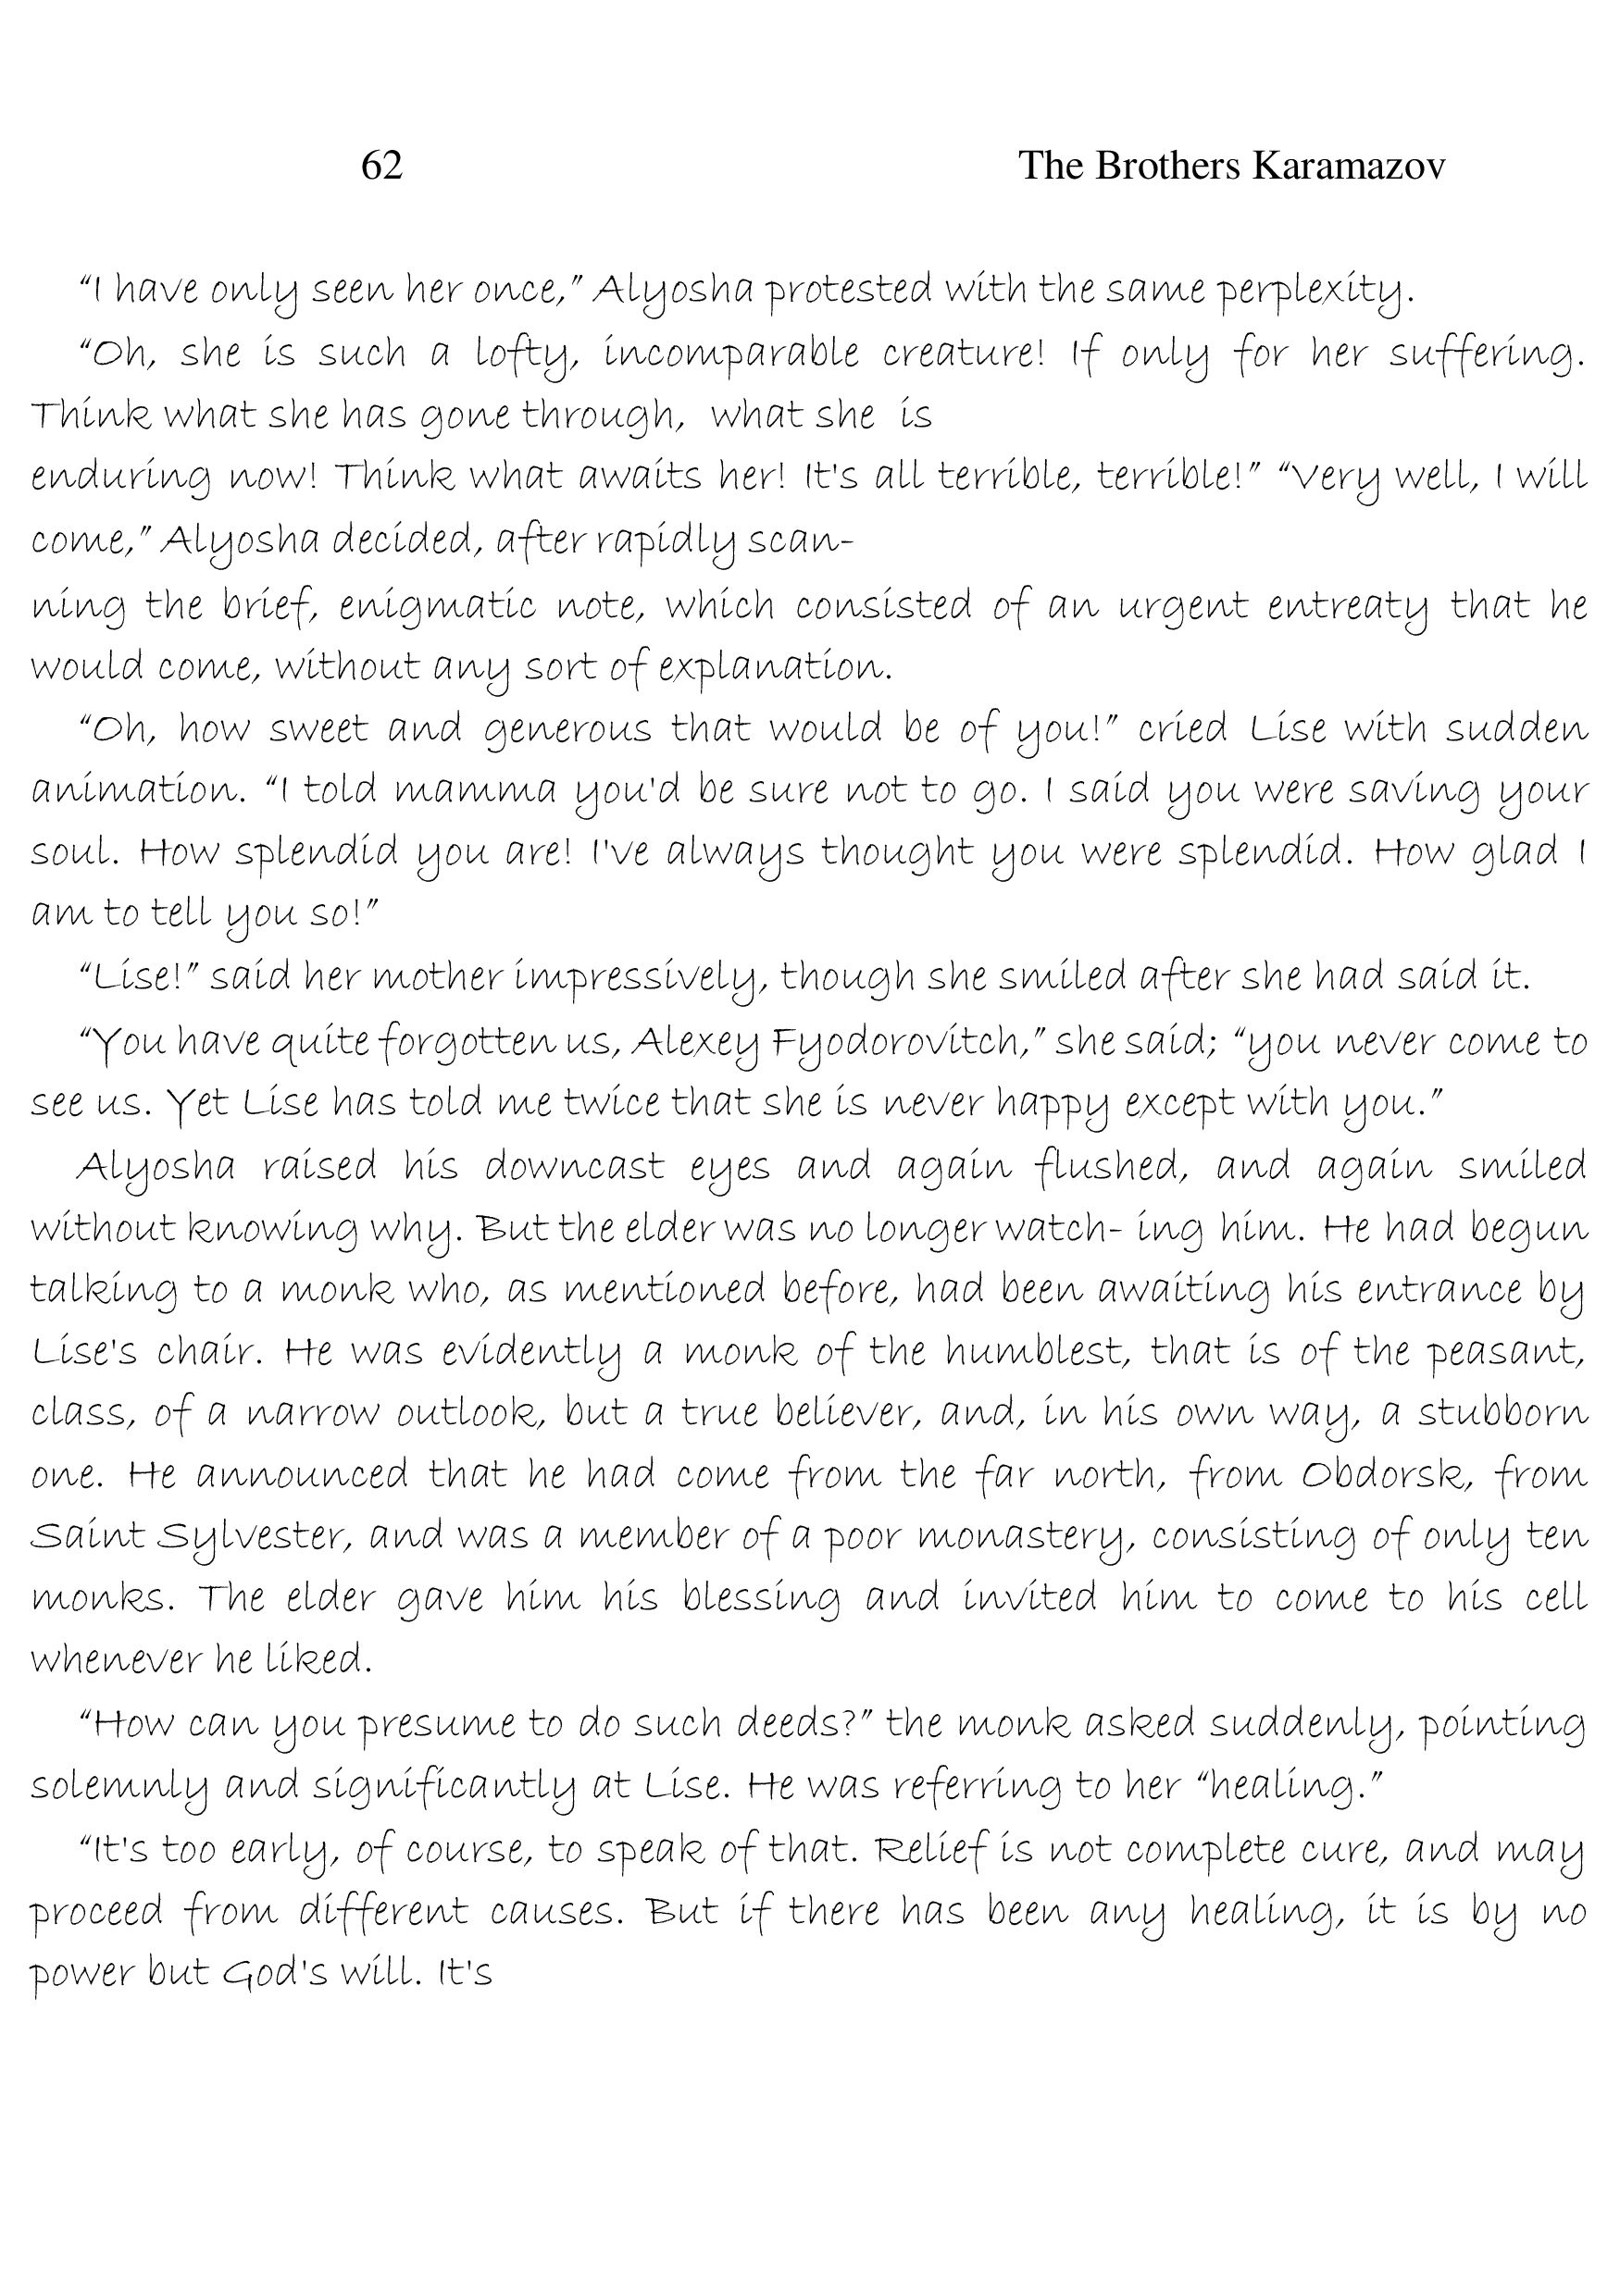 62 The Brothers Karamazov
“I have only seen her once,” Alyosha protested with the same perplexity.
“Oh, she is such a lofty, incomparable creature! If only for her suffering.
Think what she has gone through, what she is
enduring now! Think what awaits her! It's all terrible, terrible!” “Very well, I will
come,” Alyosha decided, after rapidly scan-
ning the brief, enigmatic note, which consisted of an urgent entreaty that he
would come, without any sort of explanation.
“Oh, how sweet and generous that would be of you!” cried Lise with sudden
animation. “I told mamma you'd be sure not to go. I said you were saving your
soul. How splendid you are! I've always thought you were splendid. How glad I
am to tell you so!”
“Lise!” said her mother impressively, though she smiled after she had said it.
“You have quite forgotten us, Alexey Fyodorovitch,” she said; “you never come to
see us. Yet Lise has told me twice that she is never happy except with you.”
Alyosha raised his downcast eyes and again flushed, and again smiled
without knowing why. But the elder was no longer watch- ing him. He had begun
talking to a monk who, as mentioned before, had been awaiting his entrance by
Lise's chair. He was evidently a monk of the humblest, that is of the peasant,
class, of a narrow outlook, but a true believer, and, in his own way, a stubborn
one. He announced that he had come from the far north, from Obdorsk, from
Saint Sylvester, and was a member of a poor monastery, consisting of only ten
monks. The elder gave him his blessing and invited him to come to his cell
whenever he liked.
“How can you presume to do such deeds?” the monk asked suddenly, pointing
solemnly and significantly at Lise. He was referring to her “healing.”
“It's too early, of course, to speak of that. Relief is not complete cure, and may
proceed from different causes. But if there has been any healing, it is by no
power but God's will. It's